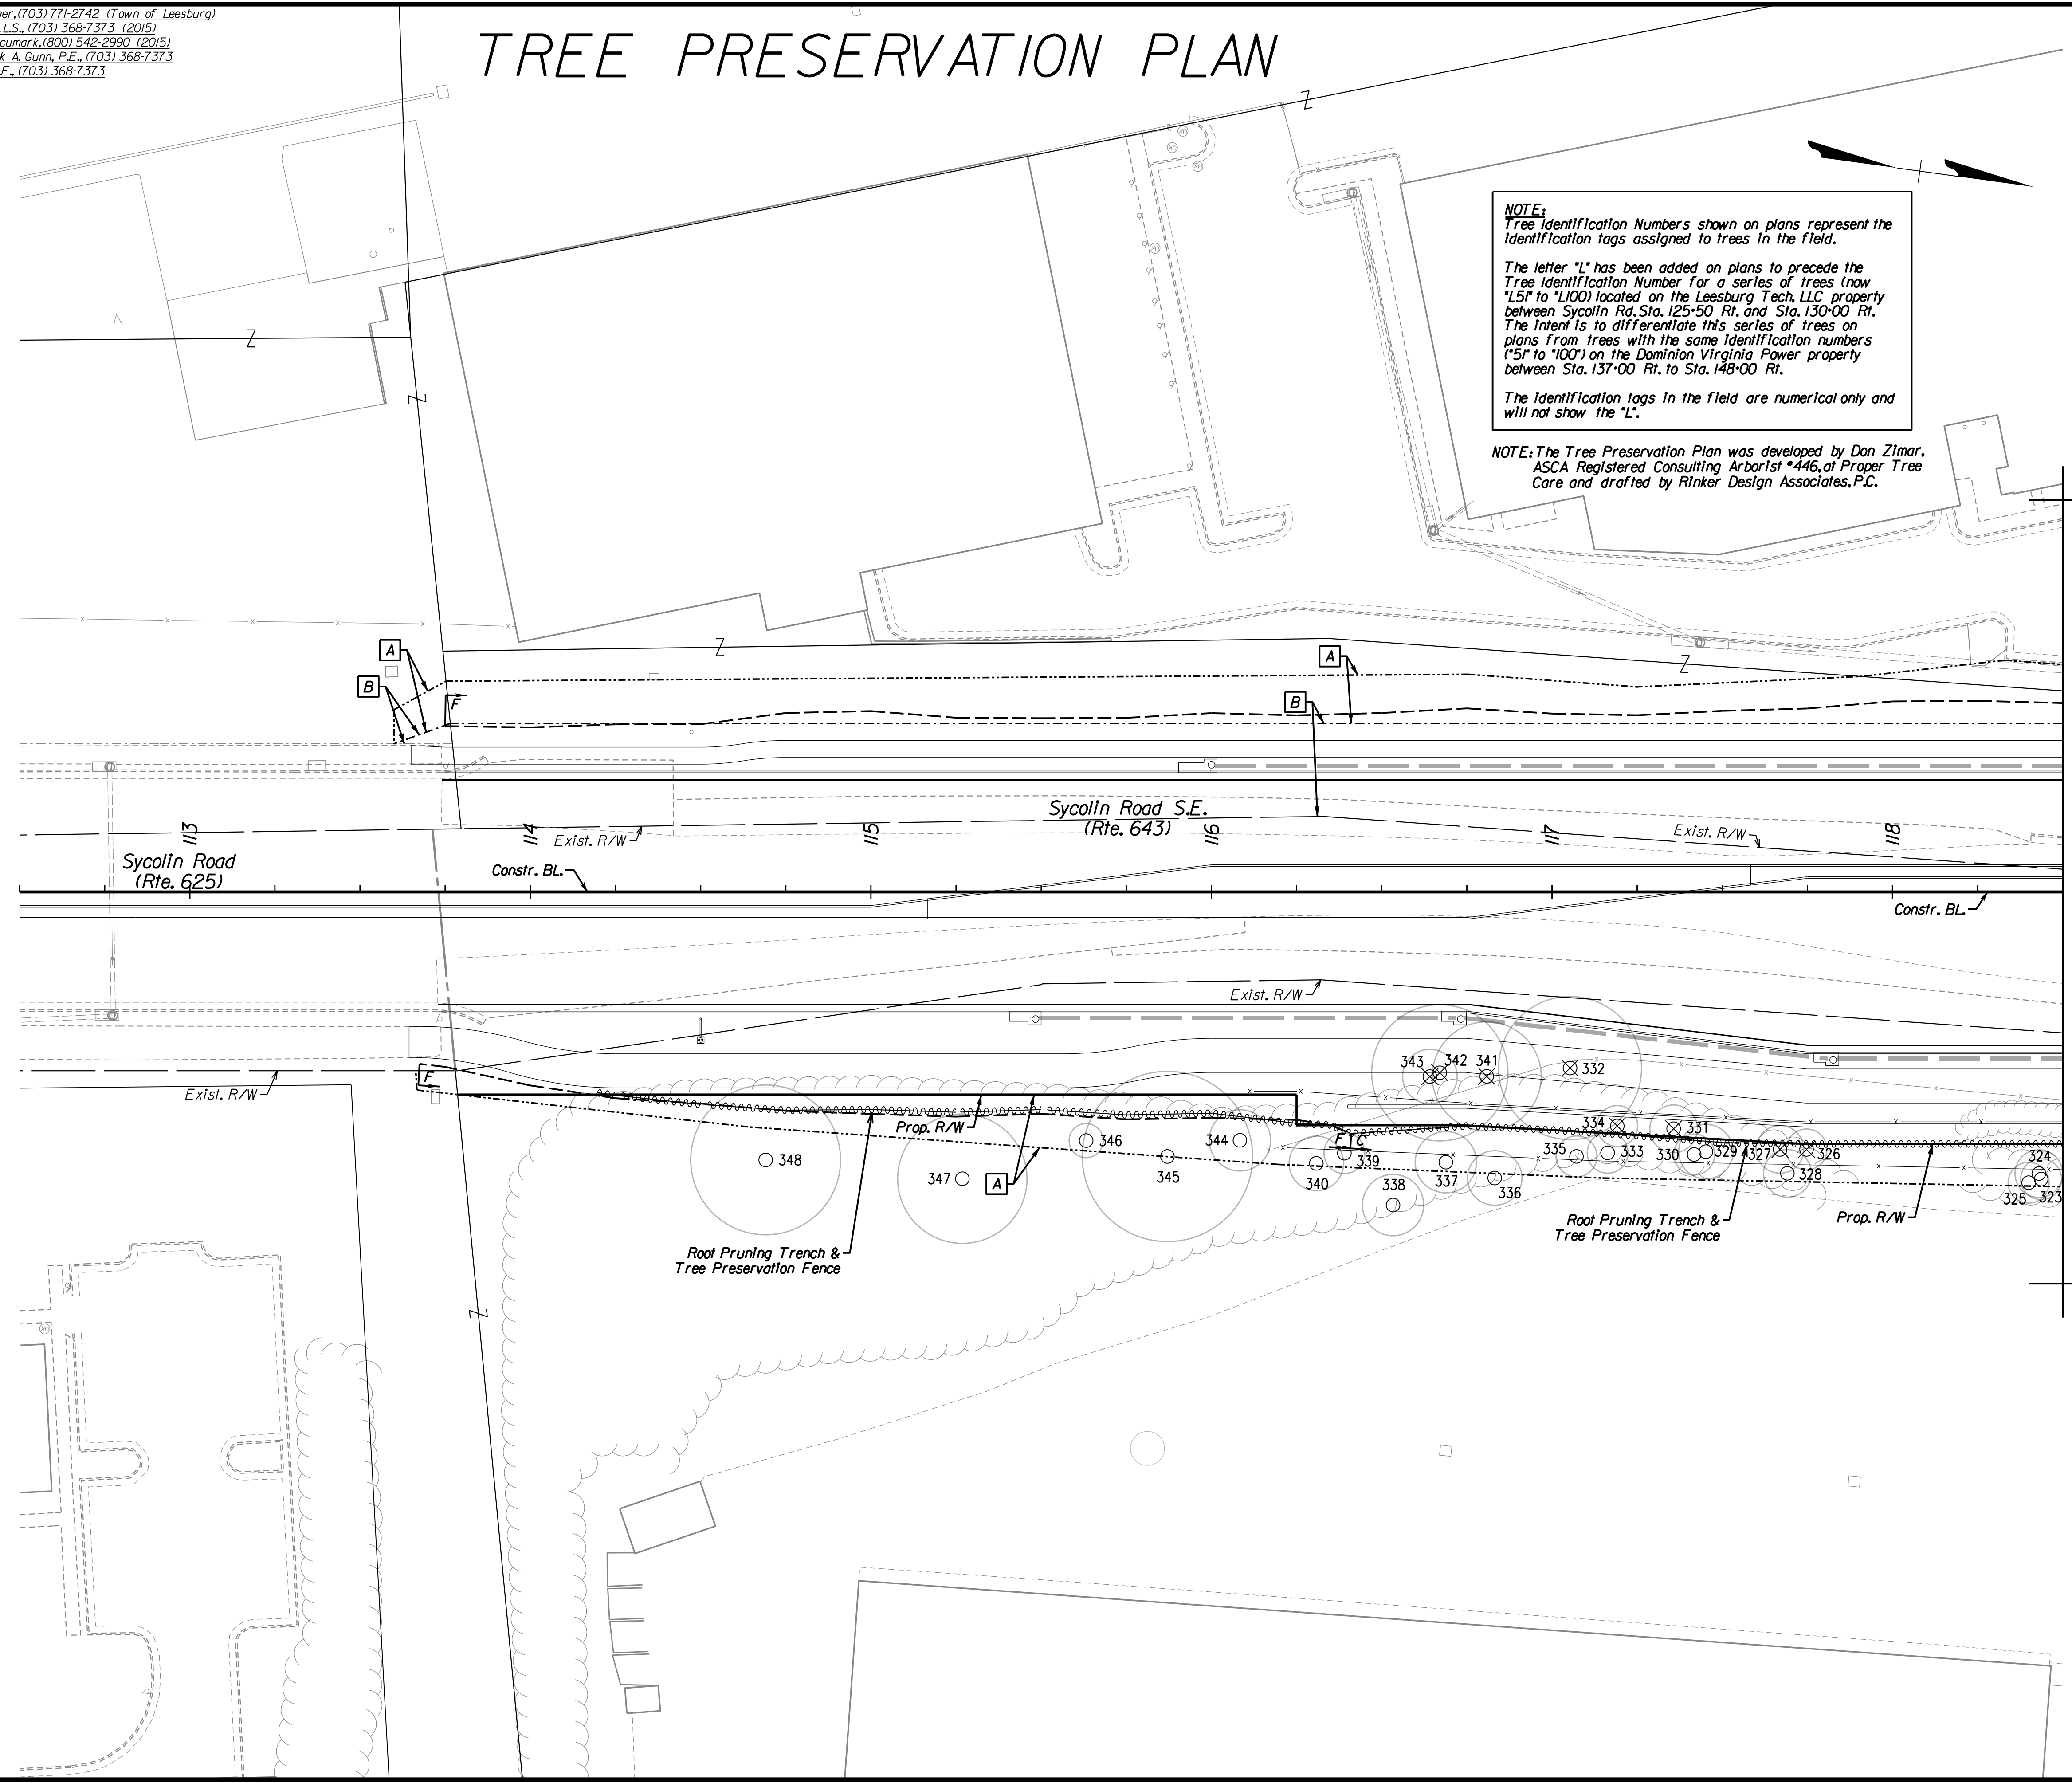 er, (703) 771-2742 (Town of Leesburg)
L.S., (703) 368-7373 (2015)
cumark, (800) 542-2990 (2015)
k A. Gunn, P.E., (703) 368-7373
E., (703) 368-7373
TREE PRESERVATION PLAN
NOTE:
Tree Identification Numbers shown on plans represent the
identification tags assigned to trees in the field.
The letter "L" has been added on plans to precede the
Tree Identification Number for a series of trees (now
"L51" to "L100) located on the Leesburg Tech, LLC property
between Sycolin Rd. Sta. 125+50 Rt. and Sta. 130+00 Rt.
The intent is to differentiate this series of trees on
plans from trees with the same identification numbers
("51" to "100") on the Dominion Virginia Power property
between Sta. 137+00 Rt. to Sta. 148+00 Rt.
The identification tags in the field are numerical only and
will not show the "L".
NOTE: The Tree Preservation Plan was developed by Don Zimar,
ASCA Registered Consulting Arborist #446, at Proper Tree
Care and drafted by Rinker Design Associates, P.C.
A
B
F
A
B
Sycolin Road S.E.
(Rte. 643)
113
114
115
116
117
118
Exist. R/W
Exist. R/W
Sycolin Road
(Rte. 625)
Constr. BL.
Constr. BL.
Exist. R/W
Exist. R/W
F
343
342
341
332
334
331
Prop. R/W
346
344
F
C
339
335
333
330
329
327
326
348
347
A
345
340
338
337
336
328
324
325
323
Root Pruning Trench &
Tree Preservation Fence
Root Pruning Trench &
Tree Preservation Fence
Prop. R/W